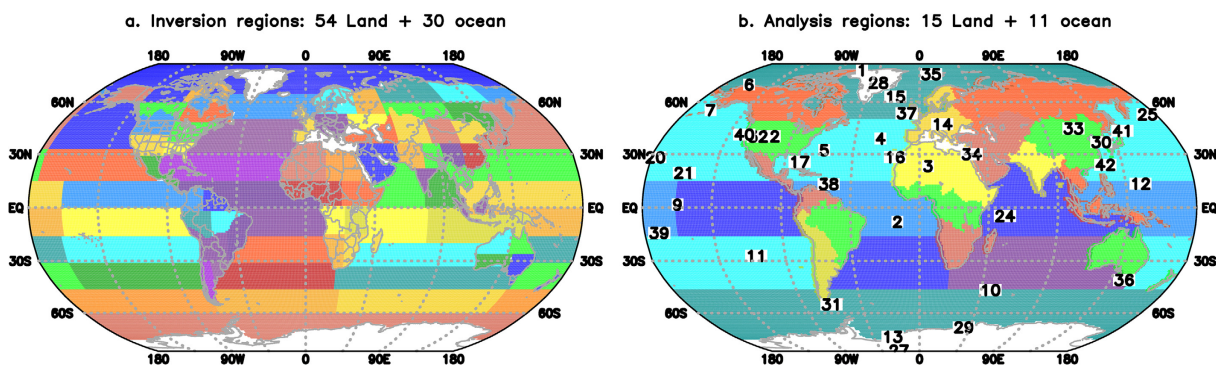 a. Inversion regions: 54 Land + 30 ocean
b. Analysis regions: 15 Land + 11 ocean
180 90W 0 90E 180
60N 60N
30N 30N
EQ EQ
30S 30S
60S 60S
180 90W 0 90E 180
180 90W 0 90E 180
1 35
6 28
60N 15 60N
7 37 25
14 33 41
40 22 4 30
5
30N 20 17 16 3 34 42 30N
21 38 12
EQ 9 2 24 EQ
39
11
30S 36 30S
10
31
60S 60S
13 29
27
180 90W 0 90E 180